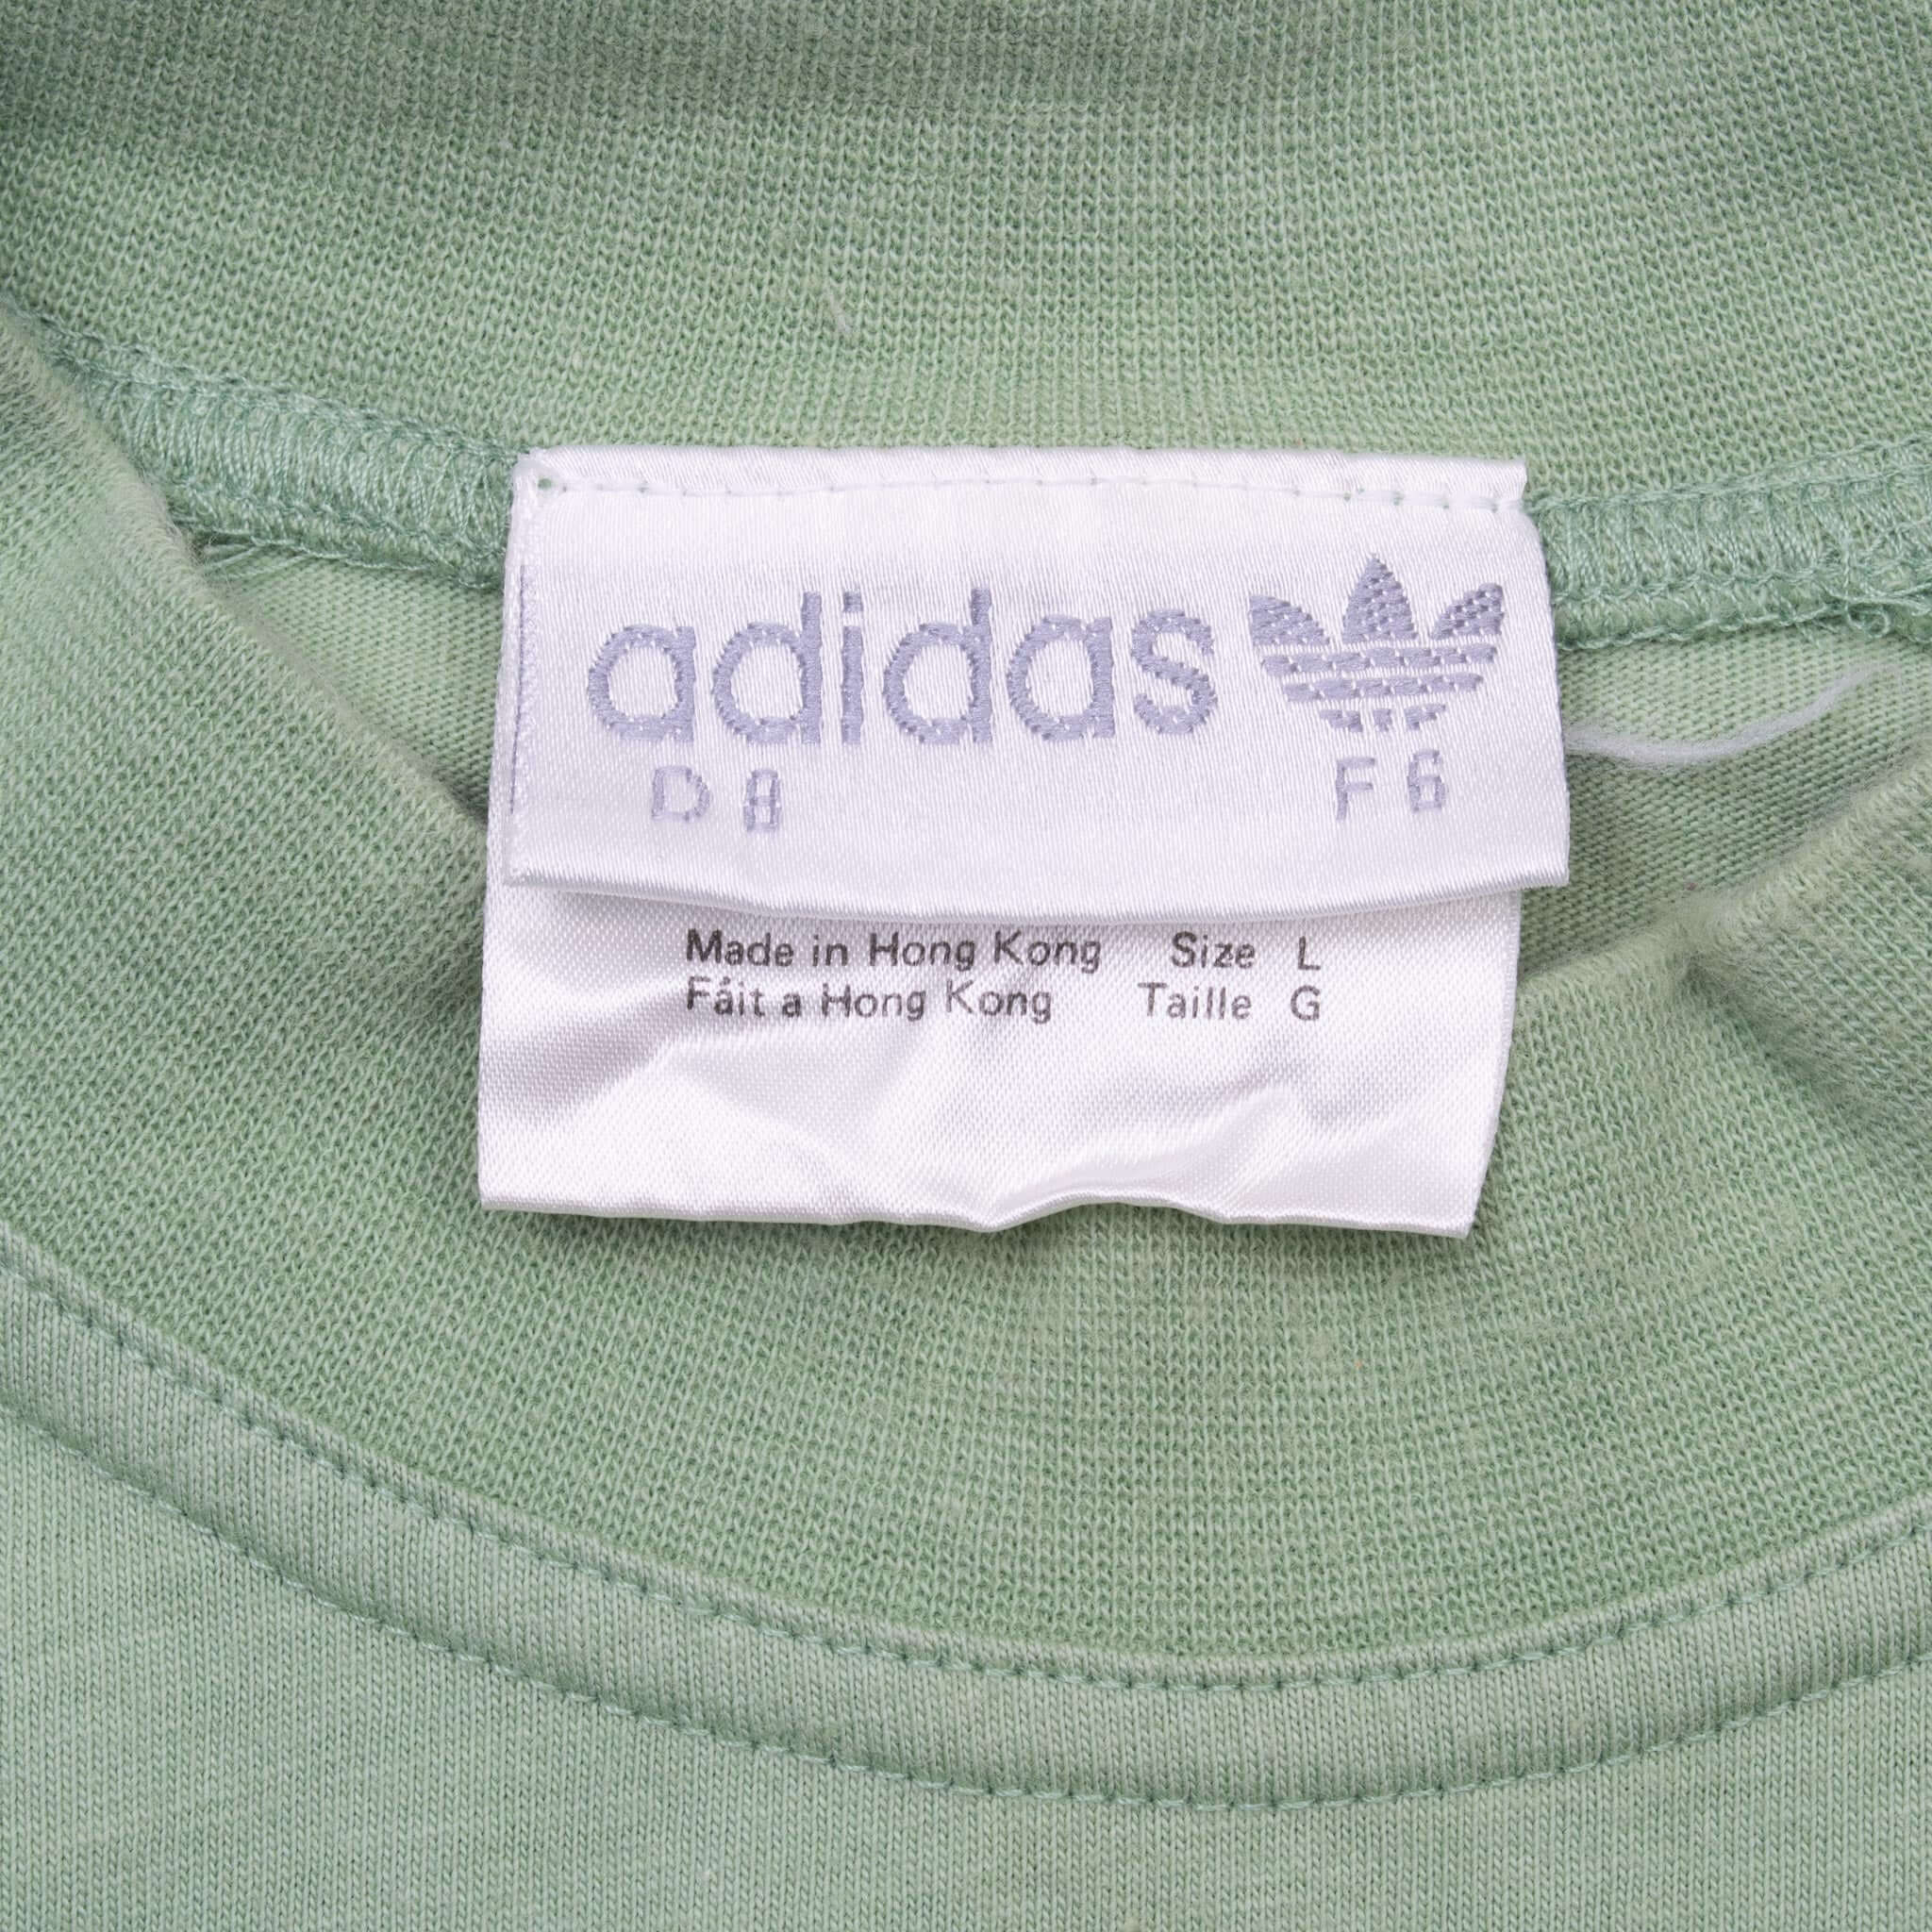 adidas
D 8 F 6
Made in Hong Kong Size L
Fáit a Hong Kong Taille G